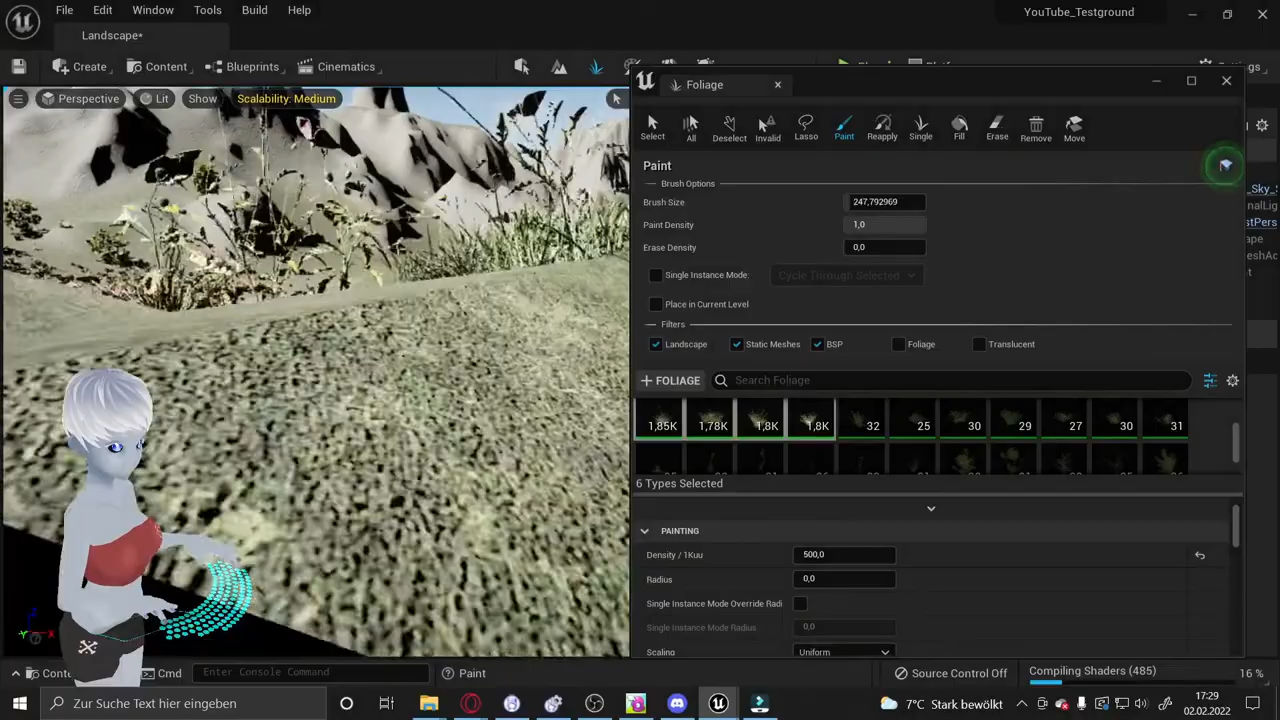 File Edit Window Tools Build Help
YouTube_Testground
Landscape*
Create Content Blueprints Cinematics
Foliage
Perspective Lit Show Scalability: Medium
Select All Deselect Invalid Lasso Paint Reapply Single Fill Erase Remove Move
Paint
Brush Options
Brush Size 247,792969
Paint Density 1,0
Erase Density 0,0
Single Instance Mode: Cycle Through Selected
Place in Current Level
Filters
Landscape Static Meshes BSP Foliage Translucent
+ FOLIAGE Search Foliage
1,85K 1,78K 1,8K 1,8K 32 25 30 29 27 30 31
6 Types Selected
PAINTING
Density / 1Kuu 500,0
Radius 0,0
Single Instance Mode Override Radi
Single Instance Mode Radius 0,0
Scaling Uniform
Cmd Enter Console Command Paint Source Control Off Compiling Shaders (485) 16 %
Zur Suche Text hier eingeben
7°C Stark bewölkt
17:29
02.02.2022